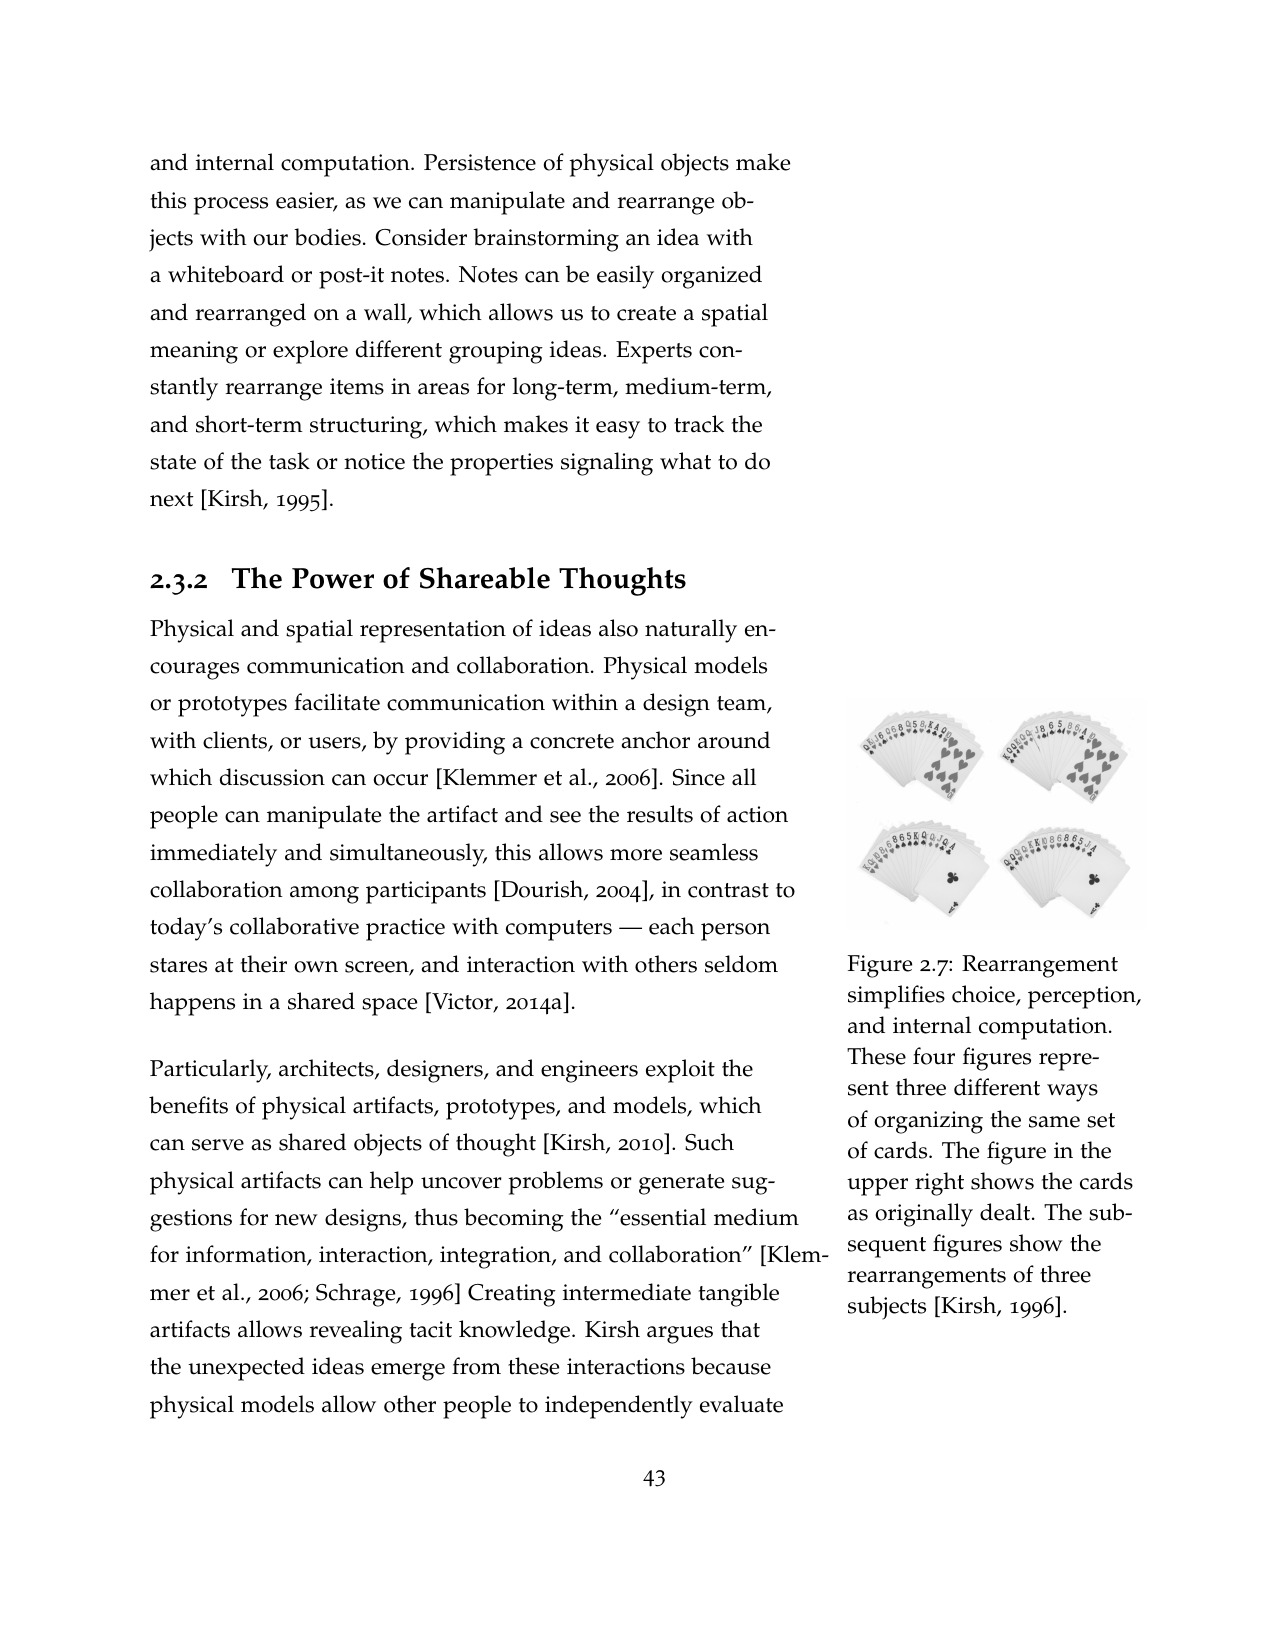 and internal computation. Persistence of physical objects make
this process easier, as we can manipulate and rearrange ob-
jects with our bodies. Consider brainstorming an idea with
a whiteboard or post-it notes. Notes can be easily organized
and rearranged on a wall, which allows us to create a spatial
meaning or explore different grouping ideas. Experts con-
stantly rearrange items in areas for long-term, medium-term,
and short-term structuring, which makes it easy to track the
state of the task or notice the properties signaling what to do
next [Kirsh, 1995].
2.3.2 The Power of Shareable Thoughts
Physical and spatial representation of ideas also naturally en-
courages communication and collaboration. Physical models
or prototypes facilitate communication within a design team,
with clients, or users, by providing a concrete anchor around
which discussion can occur [Klemmer et al., 2006]. Since all
people can manipulate the artifact and see the results of action
immediately and simultaneously, this allows more seamless
collaboration among participants [Dourish, 2004], in contrast to
today's collaborative practice with computers — each person
stares at their own screen, and interaction with others seldom
happens in a shared space [Victor, 2014a].
Particularly, architects, designers, and engineers exploit the
benefits of physical artifacts, prototypes, and models, which
can serve as shared objects of thought [Kirsh, 2010]. Such
physical artifacts can help uncover problems or generate sug-
gestions for new designs, thus becoming the “essential medium
for information, interaction, integration, and collaboration” [Klem-
mer et al., 2006; Schrage, 1996] Creating intermediate tangible
artifacts allows revealing tacit knowledge. Kirsh argues that
the unexpected ideas emerge from these interactions because
physical models allow other people to independently evaluate
Figure 2.7: Rearrangement
simplifies choice, perception,
and internal computation.
These four figures repre-
sent three different ways
of organizing the same set
of cards. The figure in the
upper right shows the cards
as originally dealt. The sub-
sequent figures show the
rearrangements of three
subjects [Kirsh, 1996].
43